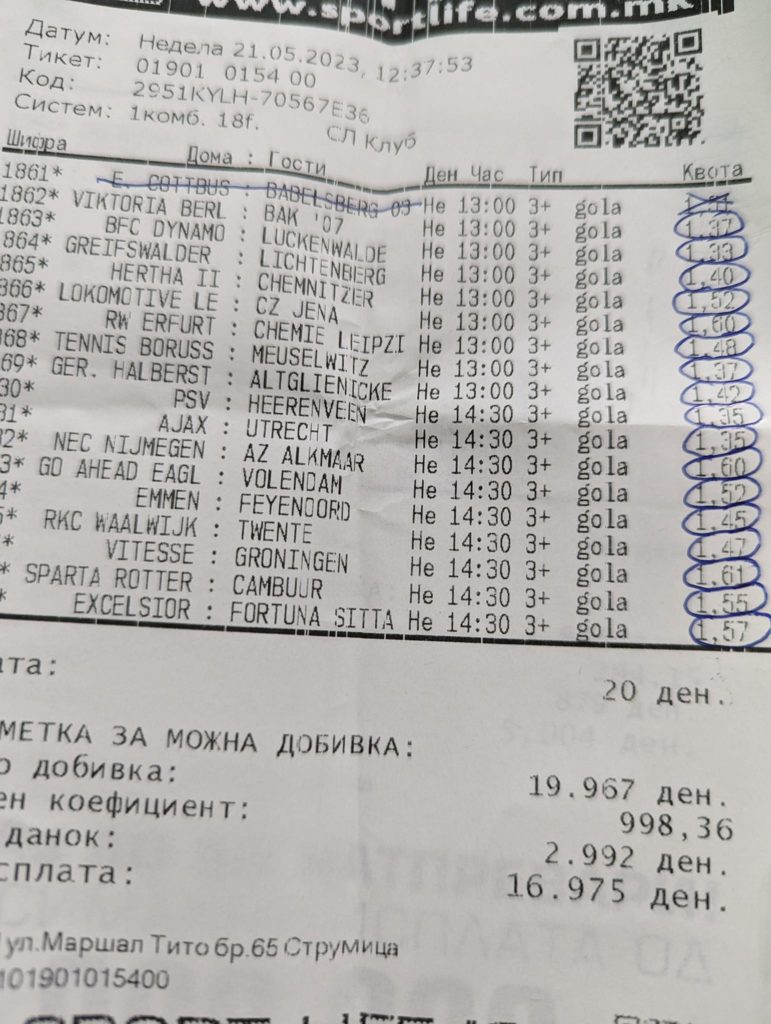 www.sportlife.com.mk
Датум: Недела 21.05.2023, 12:37:53
Тикет: 01901 0154 00
Код: 2951KYLH-70567E36
Систем: 1комб. 18f. СЛ Клуб
Шифра Дома : Гости Ден Час Тип Квота
1861* E. COTTBUS : BABELSBERG 03 Не 13:00 3+ gola
1862* VIKTORIA BERL : BAK '07 Не 13:00 3+ gola 1,37
1863* BFC DYNAMO : LUCKENWALDE Не 13:00 3+ gola 1,33
864* GREIFSWALDER : LICHTENBERG Не 13:00 3+ gola 1,40
865* HERTHA II : CHEMNITZER Не 13:00 3+ gola 1,52
866* LOKOMOTIVE LE : CZ JENA Не 13:00 3+ gola 1,60
867* RW ERFURT : CHEMIE LEIPZI Не 13:00 3+ gola 1,48
868* TENNIS BORUSS : MEUSELWITZ Не 13:00 3+ gola 1,37
69* GER. HALBERST : ALTGLIENICKE Не 13:00 3+ gola 1,42
30* PSV : HEERENVEEN Не 14:30 3+ gola 1,35
31* AJAX : UTRECHT Не 14:30 3+ gola 1,35
32* NEC NIJMEGEN : AZ ALKMAAR Не 14:30 3+ gola 1,60
3* GO AHEAD EAGL : VOLENDAM Не 14:30 3+ gola 1,52
4* EMMEN : FEYENOORD Не 14:30 3+ gola 1,45
5* RKC WAALWIJK : TWENTE Не 14:30 3+ gola 1,47
* VITESSE : GRONINGEN Не 14:30 3+ gola 1,61
* SPARTA ROTTER : CAMBUUR Не 14:30 3+ gola 1,55
* EXCELSIOR : FORTUNA SITTA Не 14:30 3+ gola 1,57
ата: 20 ден.
МЕТКА ЗА МОЖНА ДОБИВКА:
о добивка: 19.967 ден.
ен коефициент: 998,36
данок: 2.992 ден.
сплата: 16.975 ден.
ул.Маршал Тито бр.65 Струмица
101901015400